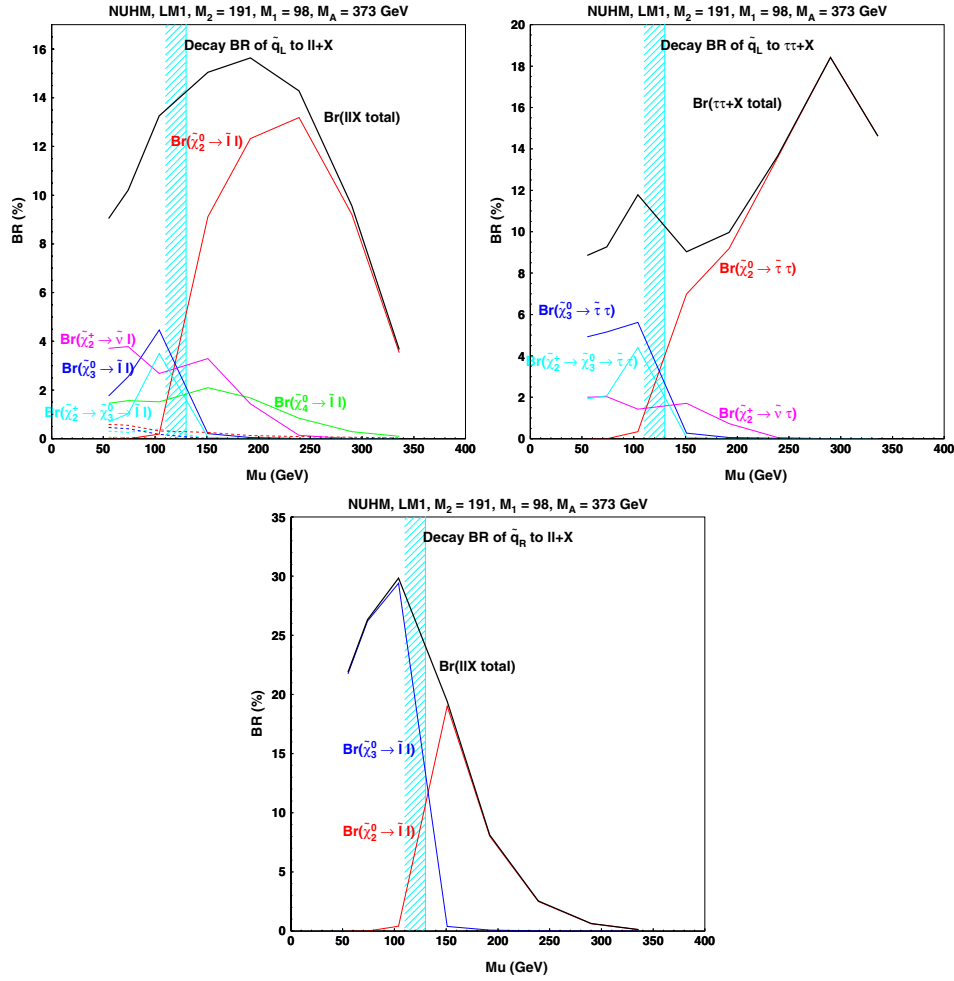 NUHM, LM1, M₂ = 191, M₁ = 98, M_A = 373 GeV
Decay BR of q̃_L to ll+X
Br(llX total)
Br(χ̃₂⁰ → l̃ l)
Br(χ̃₂⁺ → ν̃ l)
Br(χ̃₃⁰ → l̃ l)
Br(χ̃₄⁰ → l̃ l)
Br(χ̃₂⁺ → χ̃₃⁰ → l̃ l)
BR (%)
16
14
12
10
8
6
4
2
0
0 50 100 150 200 250 300 350 400
Mu (GeV)
NUHM, LM1, M₂ = 191, M₁ = 98, M_A = 373 GeV
Decay BR of q̃_L to ττ+X
Br(ττ+X total)
Br(χ̃₂⁰ → τ̃ τ)
Br(χ̃₃⁰ → τ̃ τ)
Br(χ̃₂⁺ → χ̃₃⁰ → τ̃ τ)
Br(χ̃₂⁺ → ν̃ τ)
BR (%)
20
18
16
14
12
10
8
6
4
2
0
0 50 100 150 200 250 300 350 400
Mu (GeV)
NUHM, LM1, M₂ = 191, M₁ = 98, M_A = 373 GeV
Decay BR of q̃_R to ll+X
Br(llX total)
Br(χ̃₃⁰ → l̃ l)
Br(χ̃₂⁰ → l̃ l)
BR (%)
35
30
25
20
15
10
5
0
0 50 100 150 200 250 300 350 400
Mu (GeV)